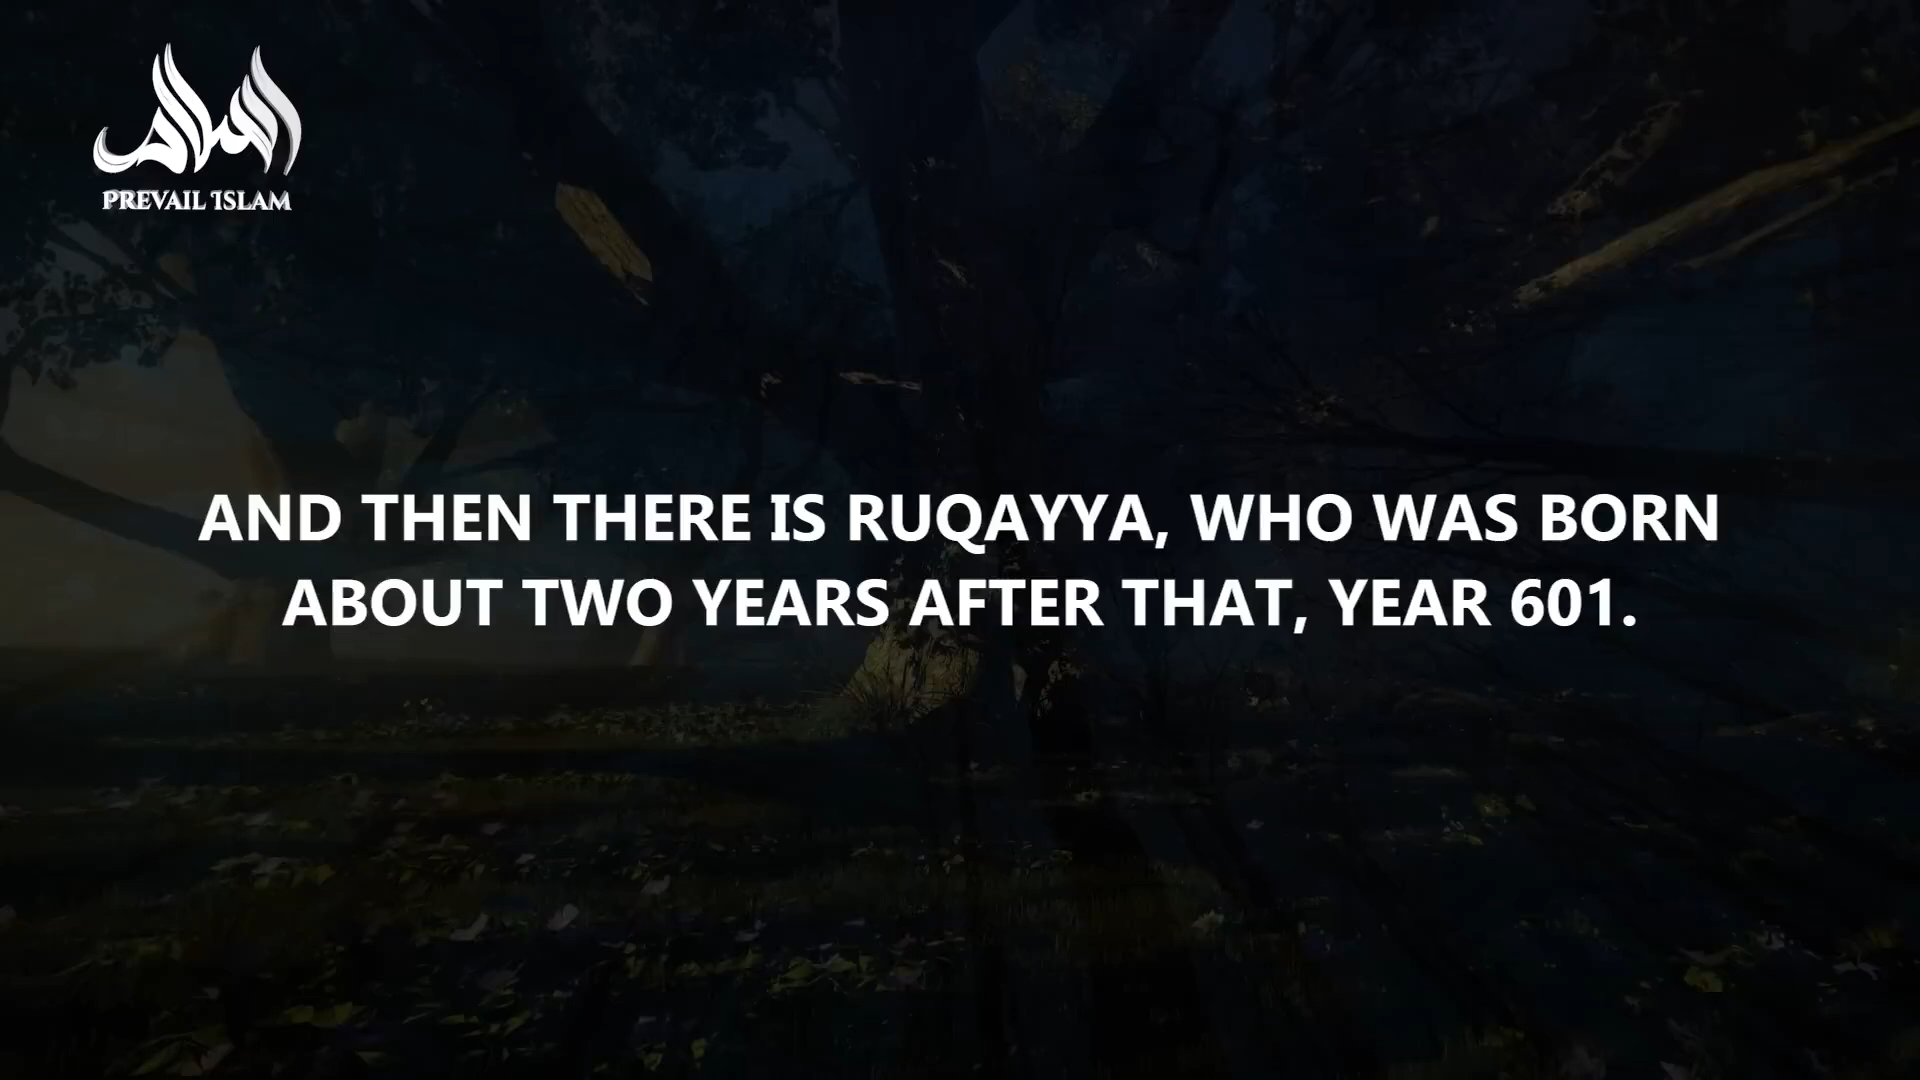 PREVAIL ISLAM
AND THEN THERE IS RUQAYYA, WHO WAS BORN
ABOUT TWO YEARS AFTER THAT, YEAR 601.